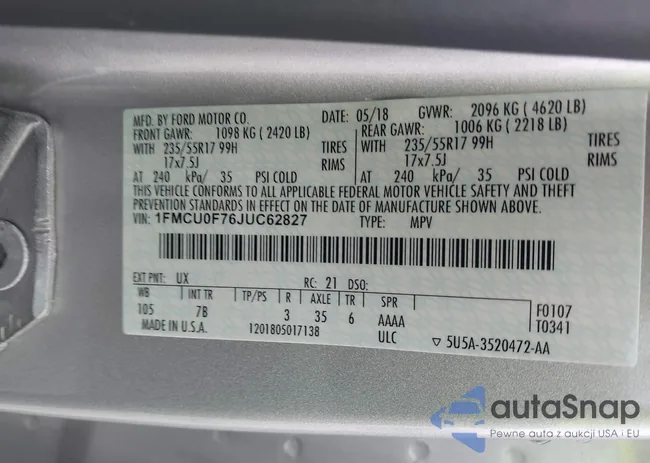 MFD. BY FORD MOTOR CO. DATE: 05/18 GVWR: 2096 KG ( 4620 LB)
FRONT GAWR: 1098 KG ( 2420 LB) REAR GAWR: 1006 KG ( 2218 LB)
WITH 235/55R17 99H TIRES WITH 235/55R17 99H TIRES
17x7.5J RIMS 17x7.5J RIMS
AT 240 kPa/ 35 PSI COLD AT 240 kPa/ 35 PSI COLD
THIS VEHICLE CONFORMS TO ALL APPLICABLE FEDERAL MOTOR VEHICLE SAFETY AND THEFT
PREVENTION STANDARDS IN EFFECT ON THE DATE OF MANUFACTURE SHOWN ABOVE.
VIN: 1FMCU0F76JUC62827 TYPE: MPV
EXT PNT: UX RC: 21 DSO:
WB INT TR TP/PS R AXLE TR SPR
105 7B 3 35 6 AAAA F0107
ULC T0341
MADE IN U.S.A. 1201805017138 5U5A-3520472-AA
autaSnap
Pewne auta z aukcji USA i EU